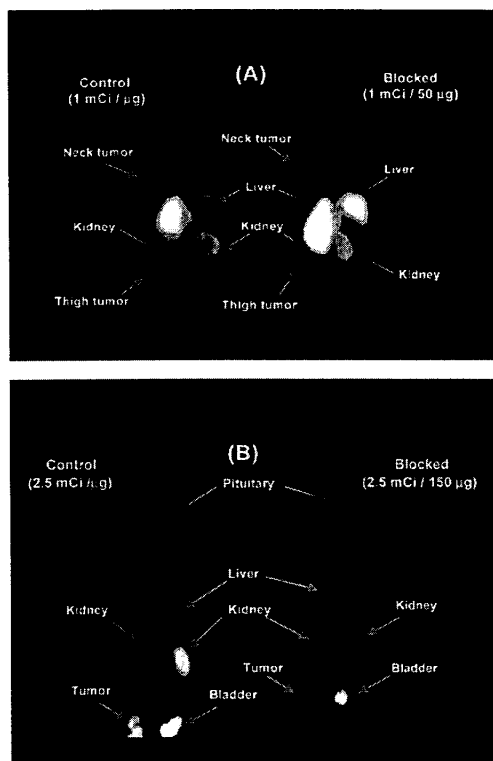 (A)
Control
(1 mCi / µg)
Blocked
(1 mCi / 50 µg)
Neck tumor
Neck tumor
Liver
Liver
Kidney
Kidney
Kidney
Thigh tumor
Thigh tumor
(B)
Control
(2.5 mCi /µg)
Blocked
(2.5 mCi / 150 µg)
Pituitary
Liver
Kidney
Kidney
Kidney
Tumor
Tumor
Bladder
Bladder